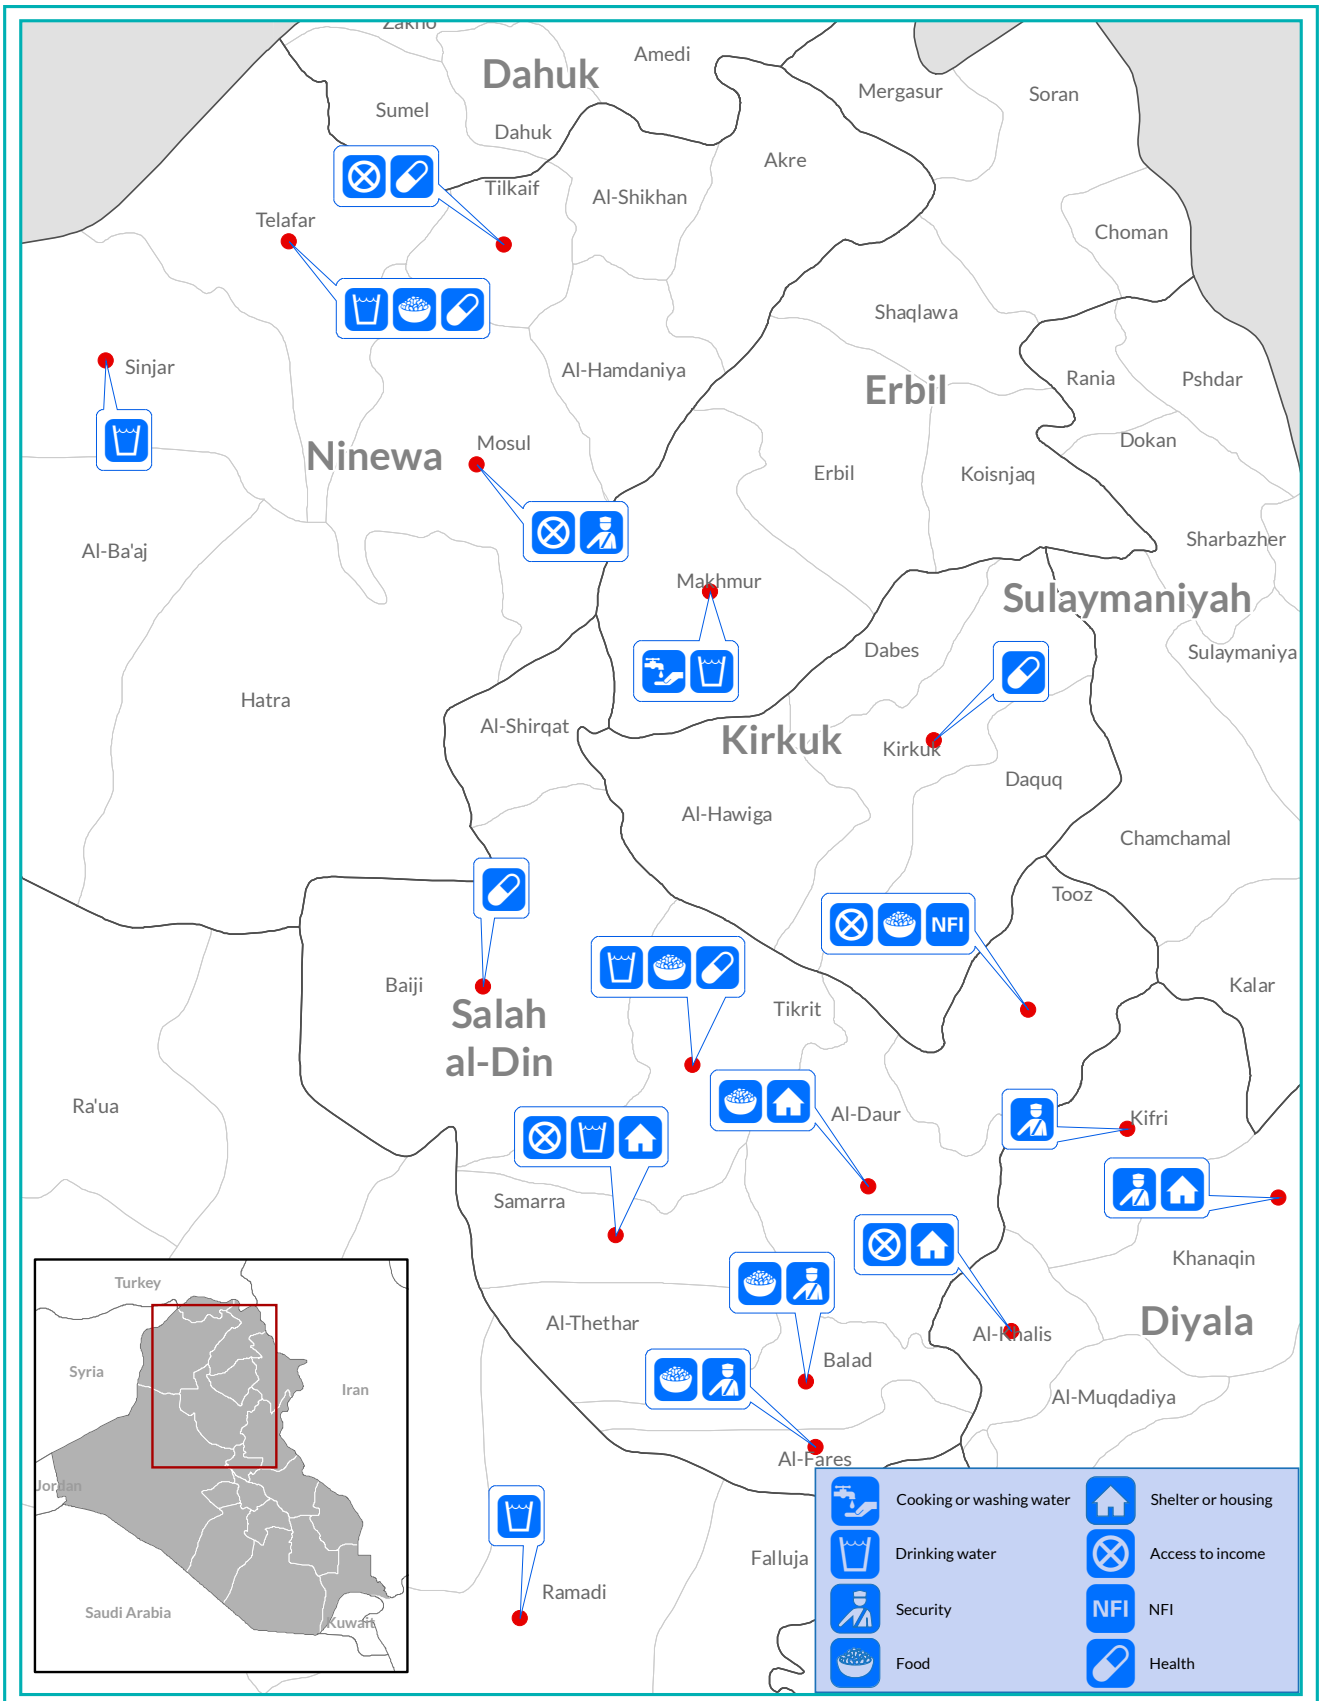 Zakho
Amedi
Dahuk
Mergasur
Soran
Sumel
Dahuk
Akre
Tilkaif
Al-Shikhan
Telafar
Choman
Shaqlawa
Sinjar
Al-Hamdaniya
Rania
Pshdar
Erbil
Dokan
Mosul
Ninewa
Erbil
Koisnjaq
Sharbazher
Al-Ba'aj
Makhmur
Sulaymaniyah
Dabes
Sulaymaniya
Hatra
Al-Shirqat
Kirkuk
Kirkuk
Daquq
Al-Hawiga
Chamchamal
Tooz
NFI
Baiji
Tikrit
Kalar
Salah
al-Din
Ra'ua
Al-Daur
Kifri
Samarra
Khanaqin
Al-Thethar
Al-Khalis
Diyala
Balad
Al-Muqdadiya
Al-Fares
Falluja
Ramadi
Turkey
Syria
Iran
Jordan
Saudi Arabia
Kuwait
Cooking or washing water
Shelter or housing
Drinking water
Access to income
Security
NFI NFI
Food
Health